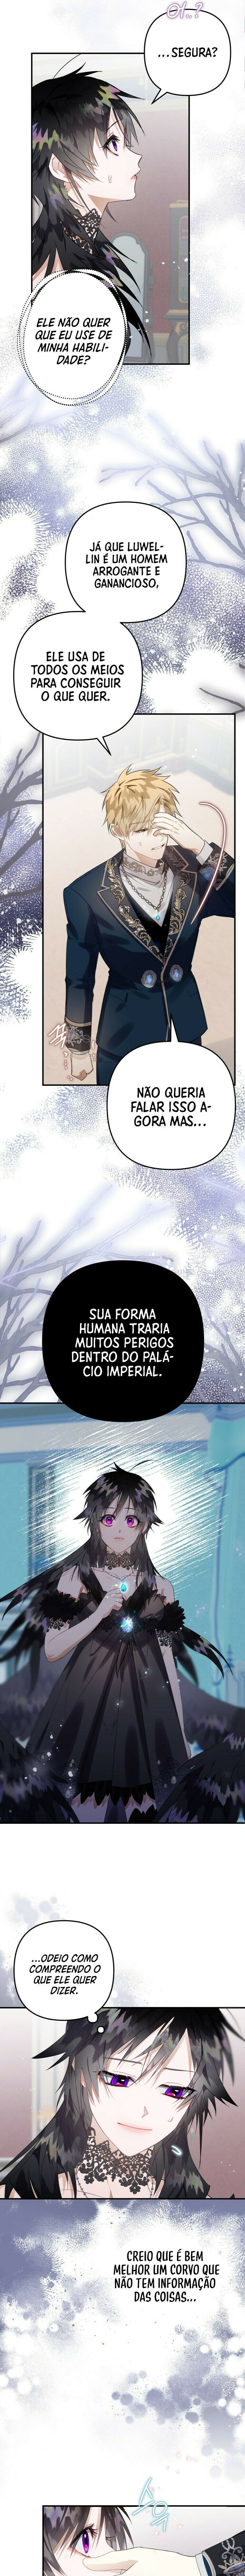 OI...?
...SEGURA?
ELE NÃO QUER
QUE EU USE DE
MINHA HABILI-
DADE?
JÁ QUE LUWEL-
LIN É UM HOMEM
ARROGANTE E
GANANCIOSO,
ELE USA DE
TODOS OS MEIOS
PARA CONSEGUIR
O QUE QUER.
NÃO QUERIA
FALAR ISSO A-
GORA MAS...
SUA FORMA
HUMANA TRARIA
MUITOS PERIGOS
DENTRO DO PALÁ-
CIO IMPERIAL.
...ODEIO COMO
COMPREENDO O
QUE ELE QUER
DIZER.
CREIO QUE É BEM
MELHOR UM CORVO QUE
NÃO TEM INFORMAÇÃO
DAS COISAS...